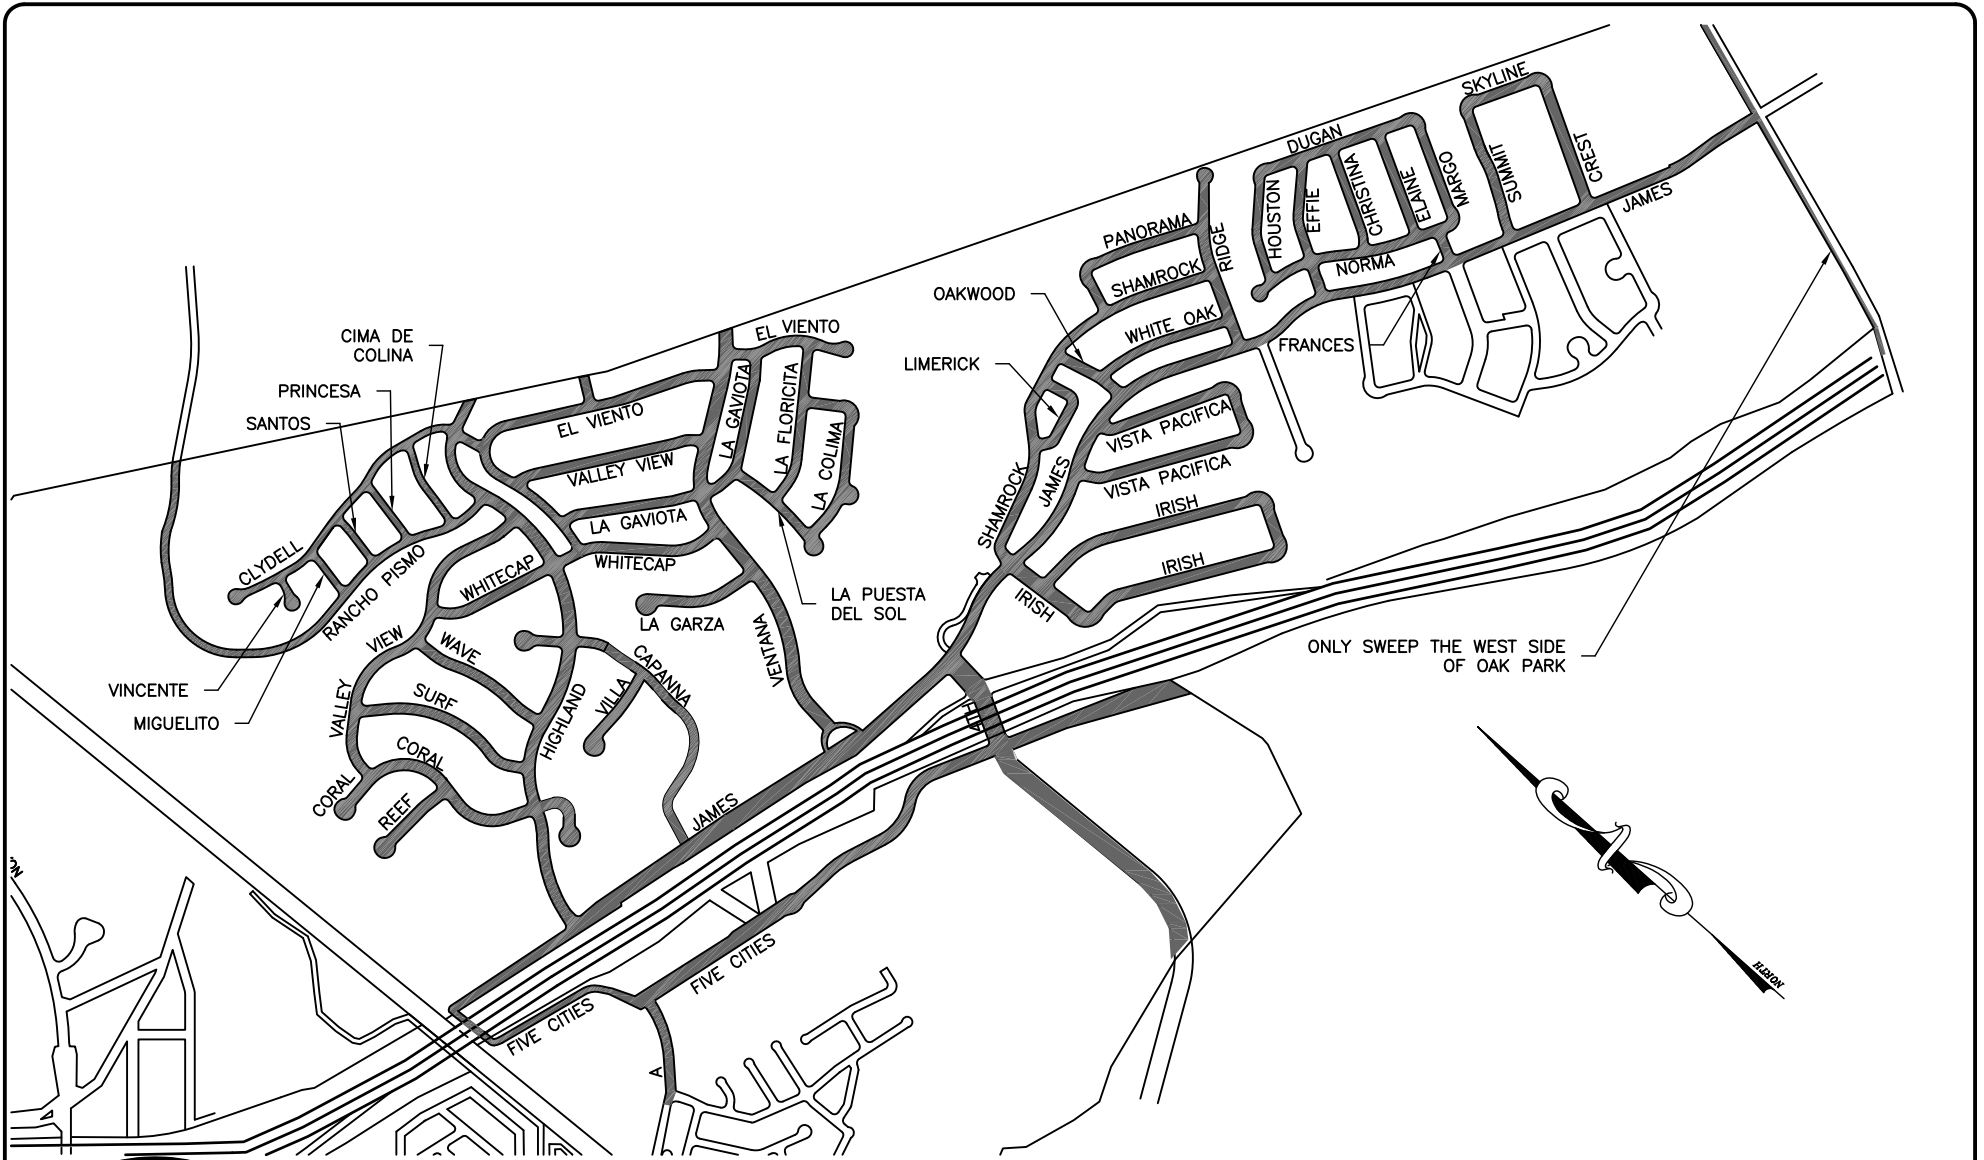 SKYLINE
DUGAN
CREST
SUMMIT
MARGO
ELAINE
CHRISTINA
EFFIE
HOUSTON
JAMES
PANORAMA
RIDGE
NORMA
SHAMROCK
OAKWOOD
WHITE OAK
FRANCES
LIMERICK
EL VIENTO
CIMA DE
COLINA
PRINCESA
SANTOS
EL VIENTO
LA GAVIOTA
LA FLORICITA
LA COLIMA
VALLEY VIEW
LA GAVIOTA
WHITECAP
VISTA PACIFICA
VISTA PACIFICA
JAMES
SHAMROCK
IRISH
IRISH
IRISH
CLYDELL
RANCHO PISMO
WHITECAP
LA PUESTA
DEL SOL
LA GARZA
VENTANA
VIEW
WAVE
CAPANNA
VINCENTE
MIGUELITO
VALLEY
SURF
HIGHLAND
VILLA
4TH
ONLY SWEEP THE WEST SIDE
OF OAK PARK
CORAL
CORAL
REEF
JAMES
FIVE CITIES
FIVE CITIES
A
NORTH